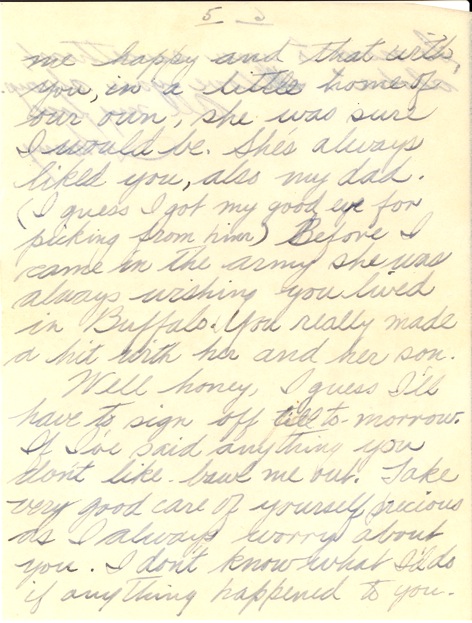 5
me happy and that with
you, in a little home of
our own, she was sure
I would be. She's always
liked you, also my dad.
(I guess I got my good eye for
picking from him) Before I
came in the army she was
always wishing you lived
in Buffalo. You really made
a hit with her and her son.
Well honey, I guess I'll
have to sign off till to-morrow.
If I've said anything you
don't like - bawl me out. Take
very good care of yourself precious
as I always worry about
you. I don't know what I'd do
if anything happened to you.